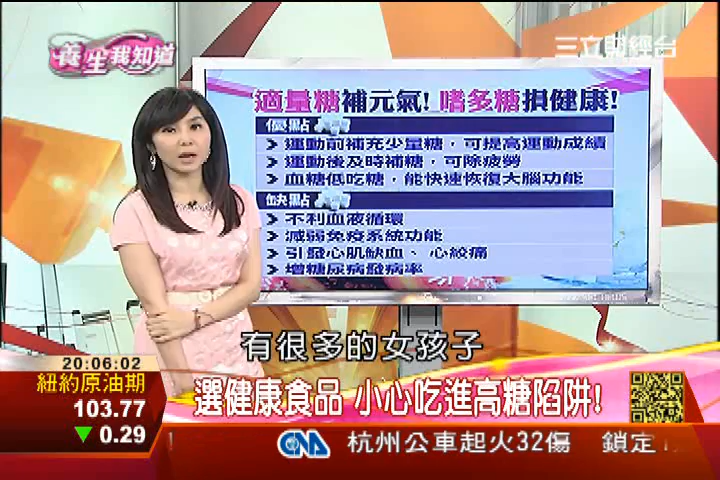 養生我知道
三立財經台
適量糖補元氣! 嗜多糖損健康!
優點
運動前補充少量糖，可提高運動成績
運動後及時補糖，可除疲勞
血糖低吃糖，能快速恢復大腦功能
缺點
不利血液循環
減弱免疫系統功能
引發心肌缺血、心絞痛
增糖尿病發病率
有很多的女孩子
20:06:02
紐約原油期
103.77
▼0.29
選健康食品 小心吃進高糖陷阱!
CNA 杭州公車起火32傷 鎖定